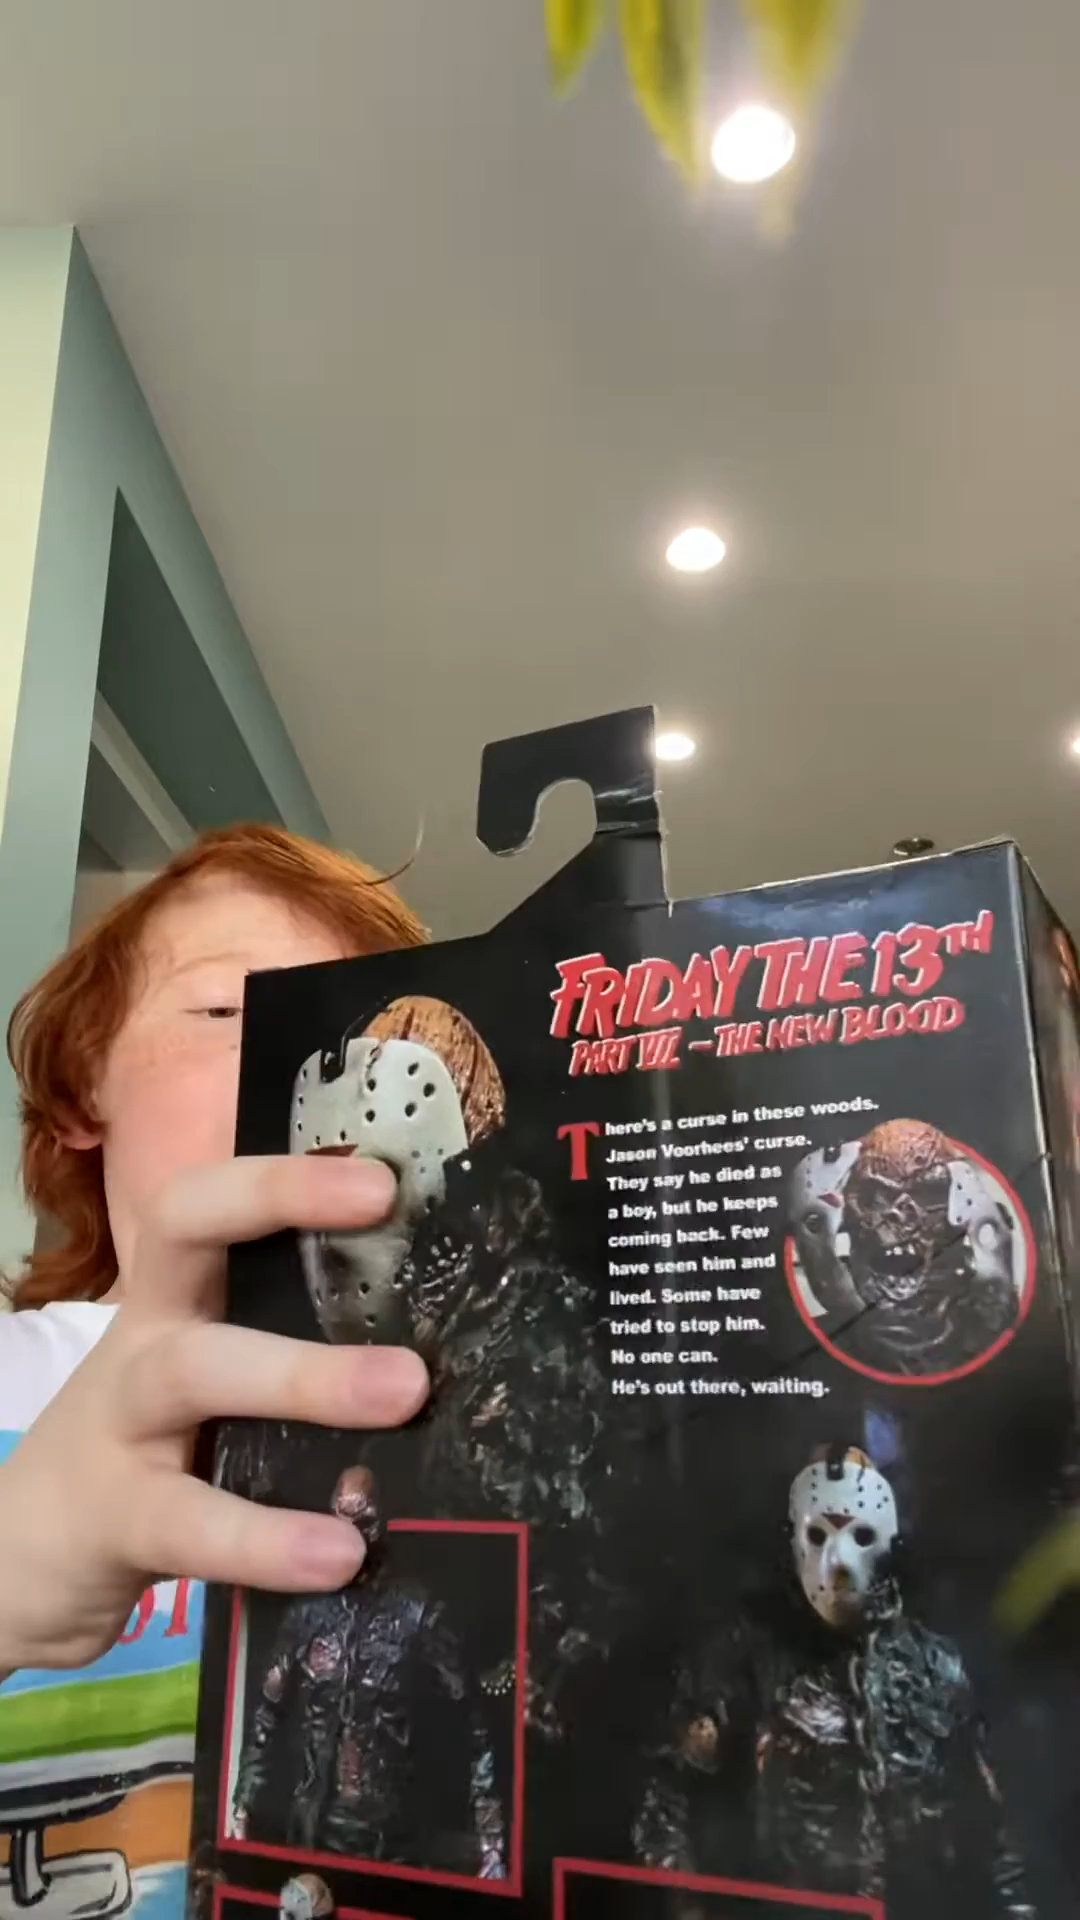 FRIDAY THE 13TH
PART VII – THE NEW BLOOD
There's a curse in these woods.
Jason Voorhees' curse.
They say he died as
a boy, but he keeps
coming back. Few
have seen him and
lived. Some have
tried to stop him.
No one can.
He's out there, waiting.